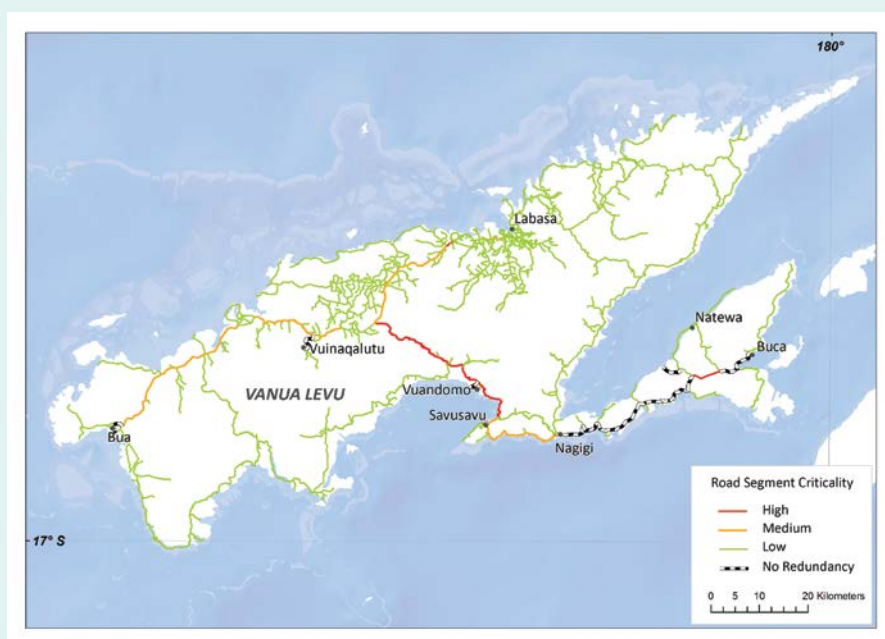 180°
Labasa
Natewa
Buca
Vuinaqalutu
VANUA LEVU
Vuandomo
Savusavu
Bua
Nagigi
17° S
Road Segment Criticality
High
Medium
Low
No Redundancy
0 5 10 20 Kilometers